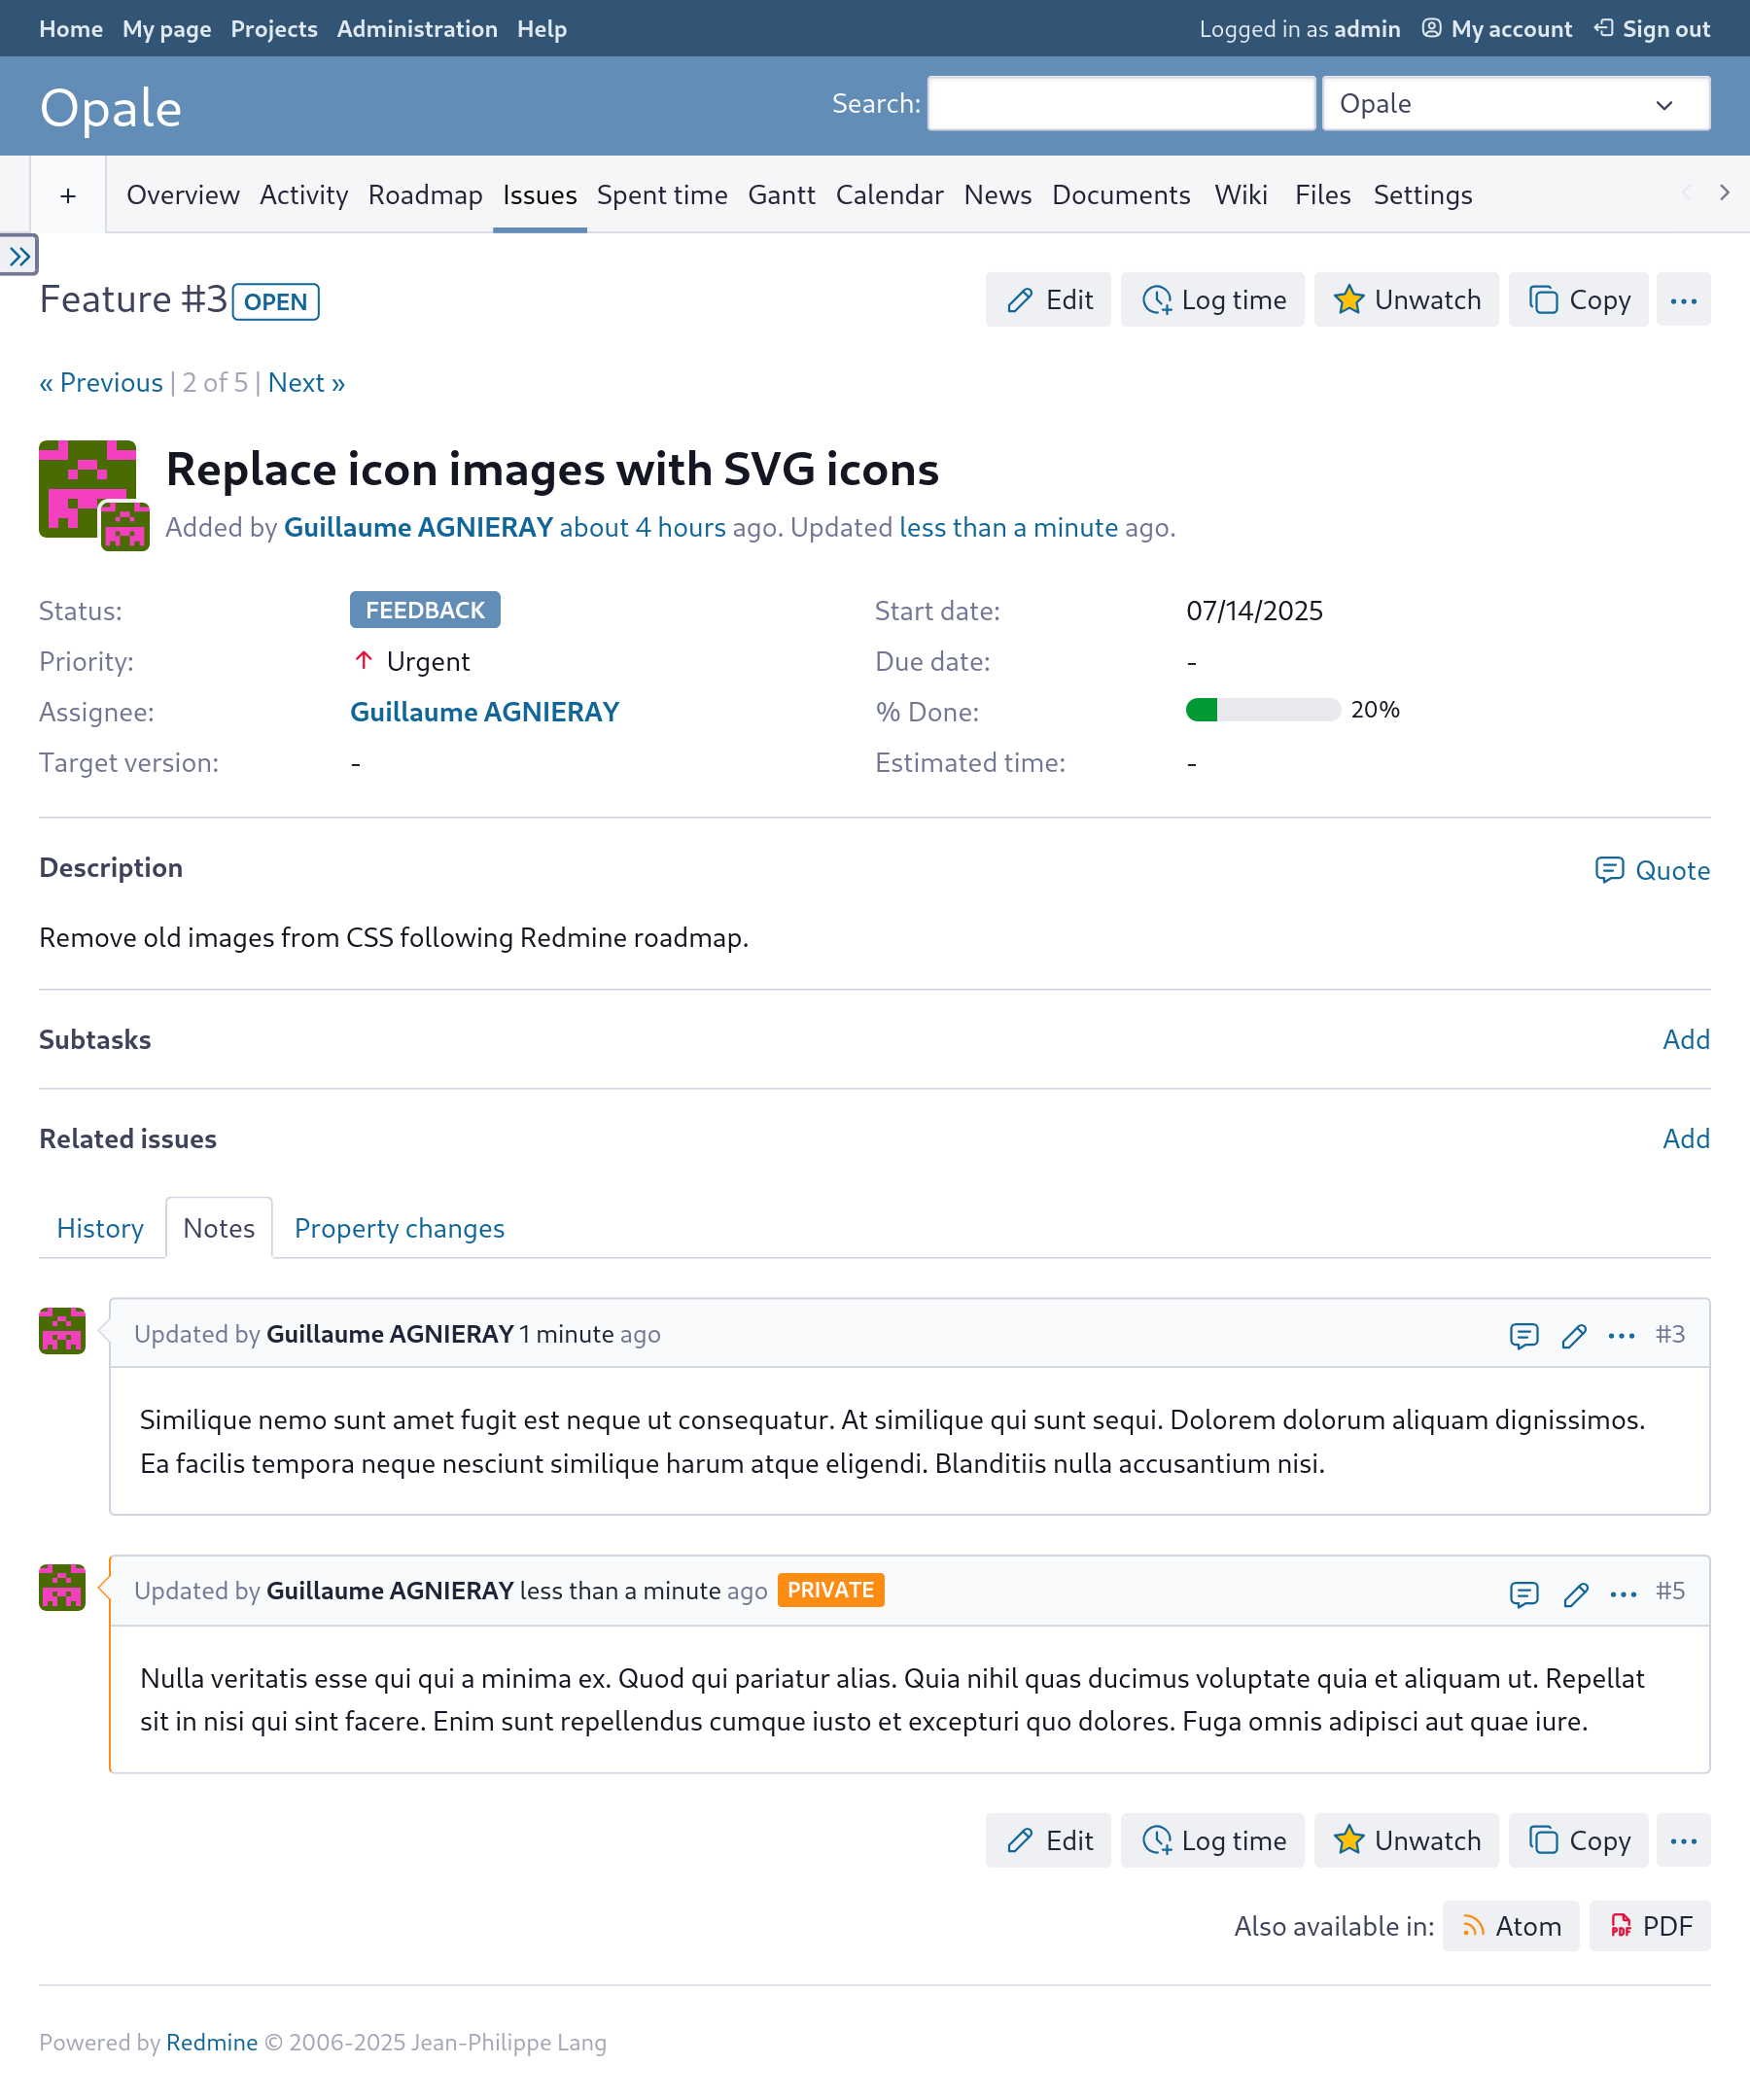 Home My page Projects Administration Help Logged in as admin My account Sign out
Opale Search: Opale
+ Overview Activity Roadmap Issues Spent time Gantt Calendar News Documents Wiki Files Settings
Feature #3 OPEN Edit Log time Unwatch Copy
« Previous | 2 of 5 | Next »
Replace icon images with SVG icons
Added by Guillaume AGNIERAY about 4 hours ago. Updated less than a minute ago.
Status: FEEDBACK Start date: 07/14/2025
Priority: Urgent Due date: -
Assignee: Guillaume AGNIERAY % Done: 20%
Target version: - Estimated time: -
Description Quote
Remove old images from CSS following Redmine roadmap.
Subtasks Add
Related issues Add
History Notes Property changes
Updated by Guillaume AGNIERAY 1 minute ago #3
Similique nemo sunt amet fugit est neque ut consequatur. At similique qui sunt sequi. Dolorem dolorum aliquam dignissimos.
Ea facilis tempora neque nesciunt similique harum atque eligendi. Blanditiis nulla accusantium nisi.
Updated by Guillaume AGNIERAY less than a minute ago PRIVATE #5
Nulla veritatis esse qui qui a minima ex. Quod qui pariatur alias. Quia nihil quas ducimus voluptate quia et aliquam ut. Repellat
sit in nisi qui sint facere. Enim sunt repellendus cumque iusto et excepturi quo dolores. Fuga omnis adipisci aut quae iure.
Edit Log time Unwatch Copy
Also available in: Atom PDF PDF
Powered by Redmine © 2006-2025 Jean-Philippe Lang